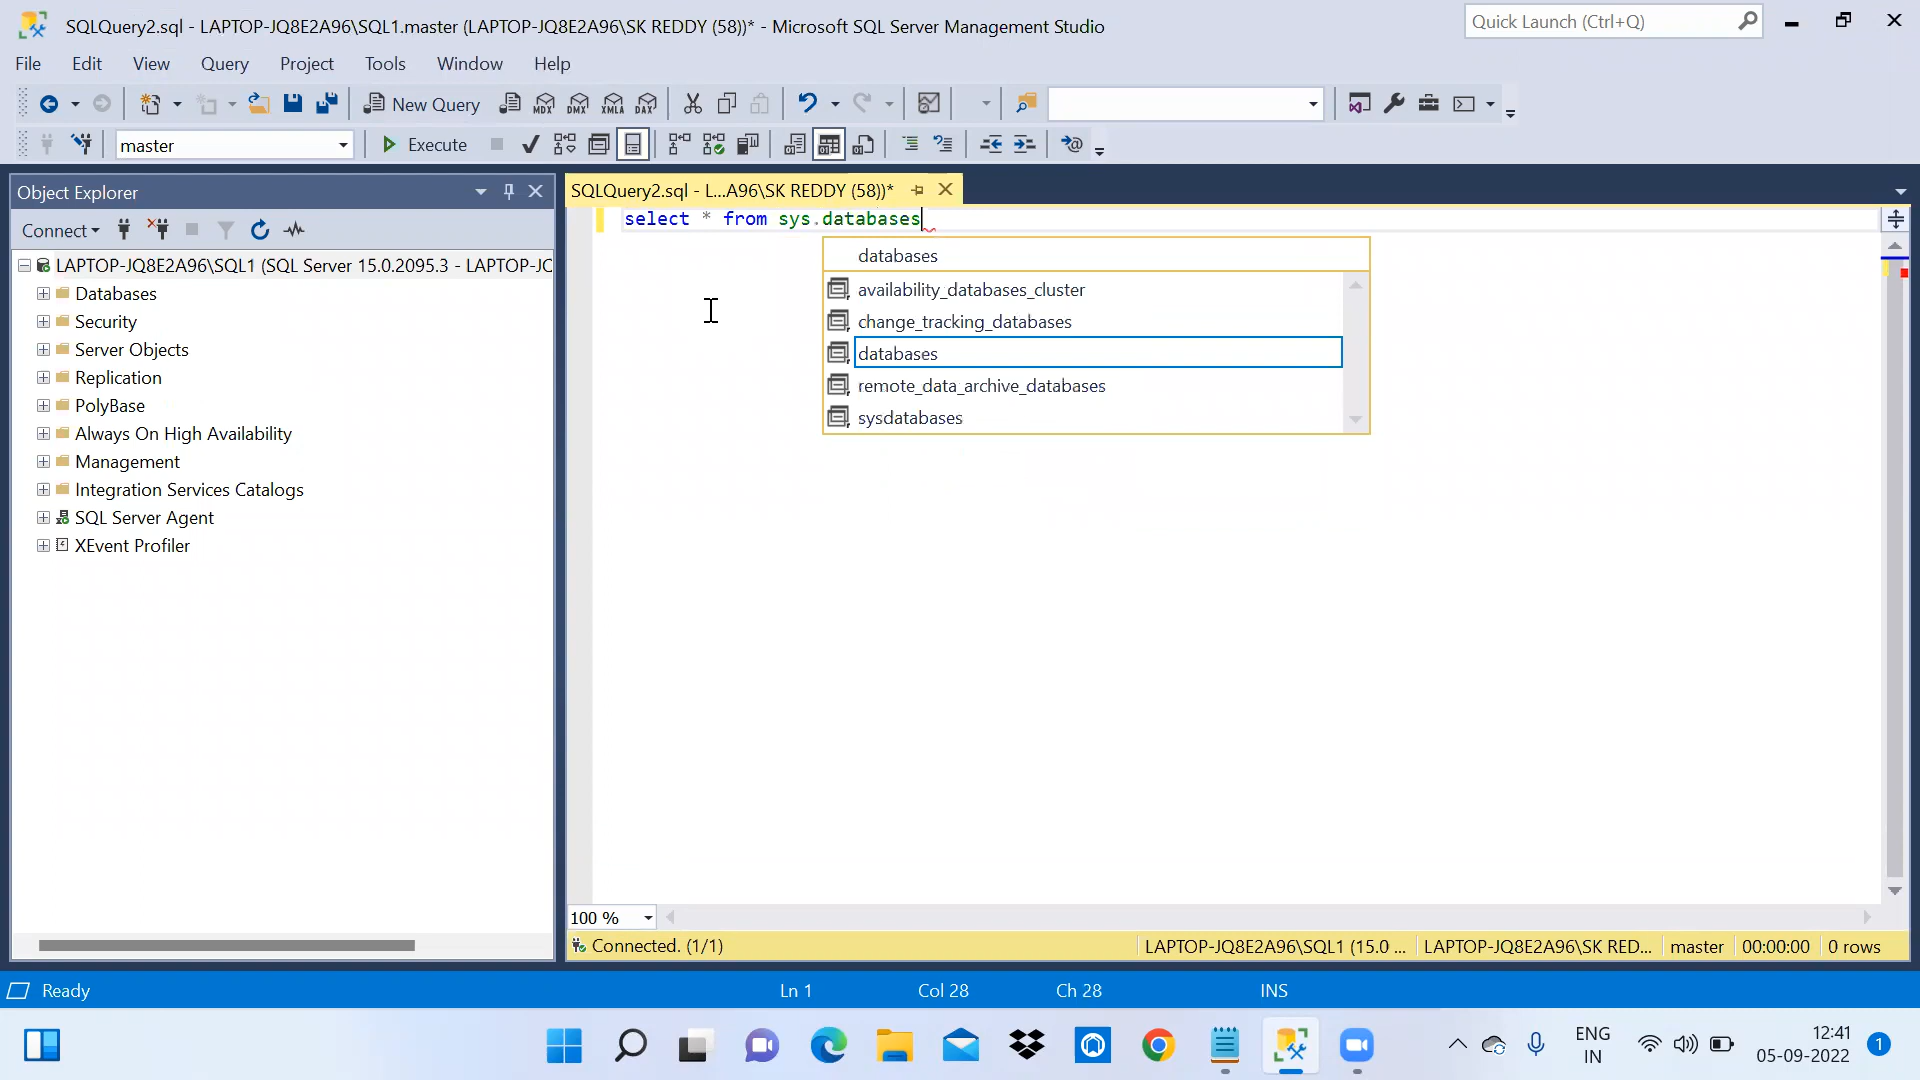 SQLQuery2.sql - LAPTOP-JQ8E2A96\SQL1.master (LAPTOP-JQ8E2A96\SK REDDY (58))* - Microsoft SQL Server Management Studio
Quick Launch (Ctrl+Q)
File Edit View Query Project Tools Window Help
New Query MDX DMX XMLA DAX
master Execute
Object Explorer
SQLQuery2.sql - L...A96\SK REDDY (58))*
Connect
select * from sys.databases
LAPTOP-JQ8E2A96\SQL1 (SQL Server 15.0.2095.3 - LAPTOP-JQ
Databases
Security
Server Objects
Replication
PolyBase
Always On High Availability
Management
Integration Services Catalogs
SQL Server Agent
XEvent Profiler
databases
availability_databases_cluster
change_tracking_databases
databases
remote_data_archive_databases
sysdatabases
100 %
Connected. (1/1) LAPTOP-JQ8E2A96\SQL1 (15.0 ... LAPTOP-JQ8E2A96\SK RED... master 00:00:00 0 rows
Ready Ln 1 Col 28 Ch 28 INS
ENG
IN
12:41
05-09-2022
1